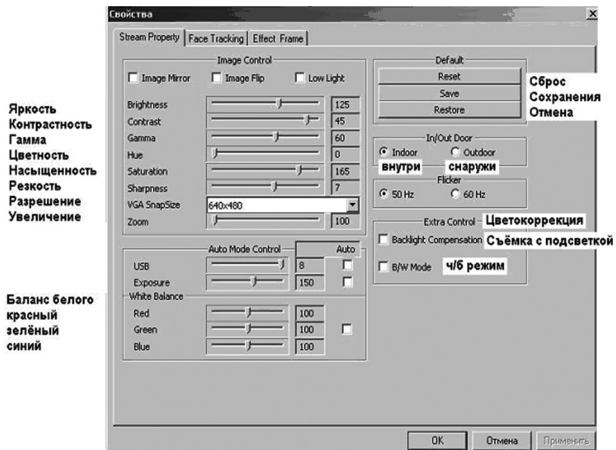 Свойства
Stream Property Face Tracking Effect Frame
Image Control
Image Mirror Image Flip Low Light
Яркость Brightness 125
Контрастность Contrast 45
Гамма Gamma 60
Цветность Hue 0
Насыщенность Saturation 165
Резкость Sharpness 7
Разрешение VGA SnapSize 640x480
Увеличение Zoom 100
Auto Mode Control Auto
USB 8
Exposure 150
Баланс белого White Balance
красный Red 100
зелёный Green 100
синий Blue 100
Default
Reset Сброс
Save Сохранения
Restore Отмена
In/Out Door
Indoor Outdoor
внутри снаружи
Flicker
50 Hz 60 Hz
Extra Control Цветокоррекция
Backlight Compensation Съёмка с подсветкой
B/W Mode ч/б режим
OK Отмена Применить